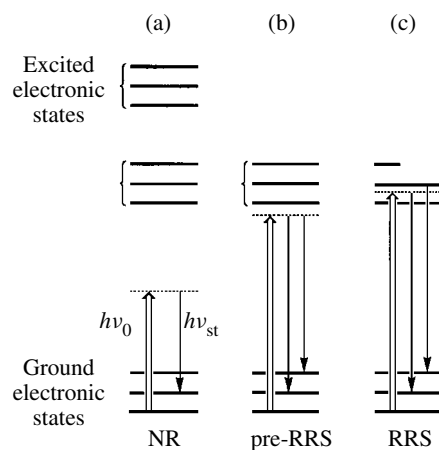 (a) (b) (c)
Excited
electronic
states
hν₀ hνst
Ground
electronic
states
NR pre-RRS RRS